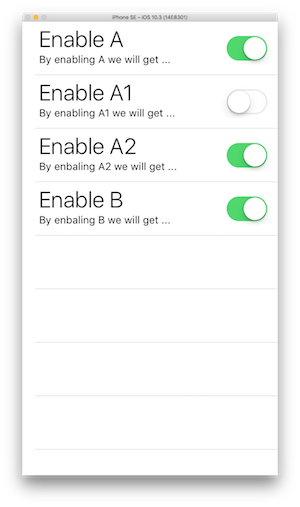 iPhone SE – iOS 10.3 (14E8301)
Enable A
By enabling A we will get ...
Enable A1
By enabling A1 we will get ...
Enable A2
By enbaling A2 we will get ...
Enable B
By enbaling B we will get ...